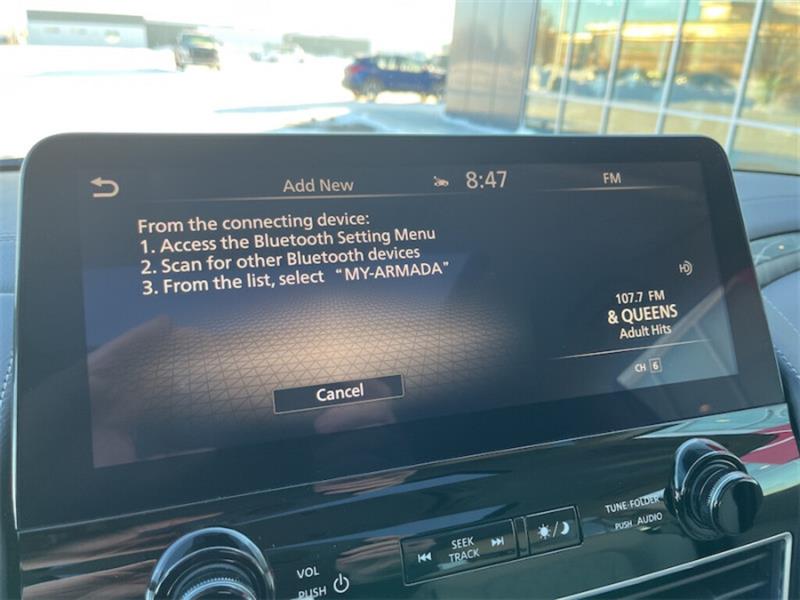 Add New
8:47
FM
From the connecting device:
1. Access the Bluetooth Setting Menu
2. Scan for other Bluetooth devices
3. From the list, select “MY-ARMADA”
HD
107.7 FM
& QUEENS
Adult Hits
CH 6
Cancel
TUNE·FOLDER
PUSH AUDIO
SEEK
TRACK
VOL
PUSH